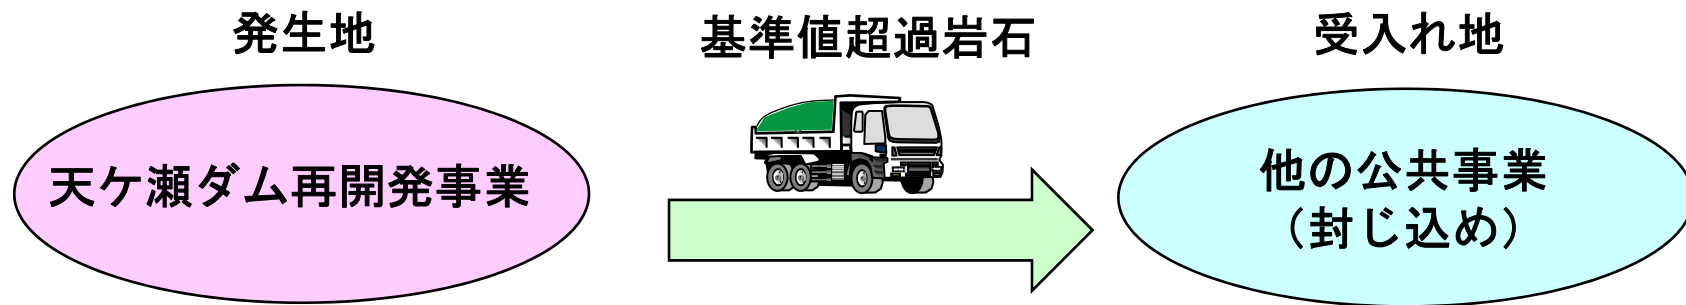 発生地
基準値超過岩石
受入れ地
天ケ瀬ダム再開発事業
他の公共事業
（封じ込め）